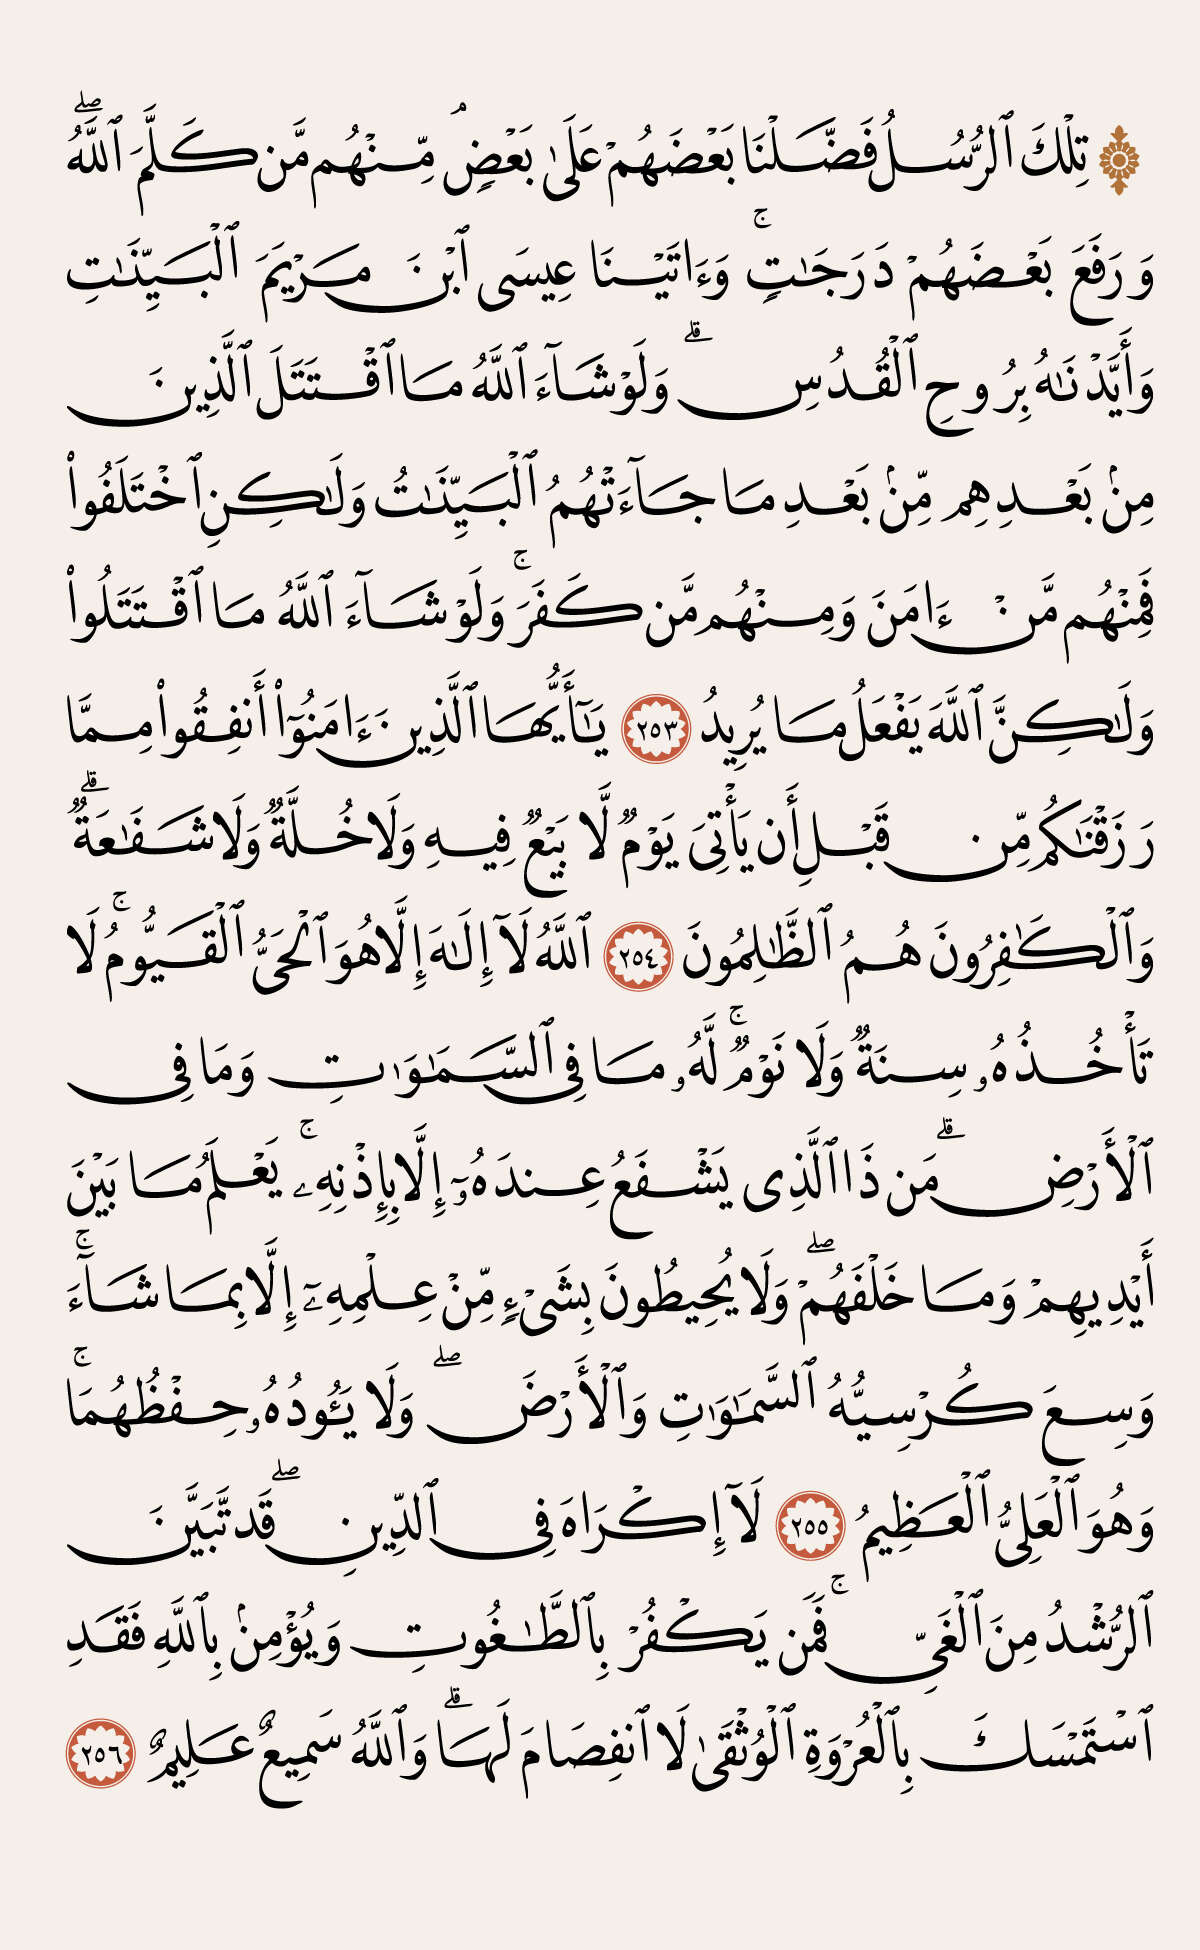 ۞ تِلْكَ ٱلرُّسُلُ فَضَّلْنَا بَعْضَهُمْ عَلَىٰ بَعْضٍۢ مِّنْهُم مَّن كَلَّمَ ٱللَّهُۖ
وَرَفَعَ بَعْضَهُمْ دَرَجَٰتٍۢۚ وَءَاتَيْنَا عِيسَى ٱبْنَ مَرْيَمَ ٱلْبَيِّنَٰتِ
وَأَيَّدْنَٰهُ بِرُوحِ ٱلْقُدُسِۗ وَلَوْ شَآءَ ٱللَّهُ مَا ٱقْتَتَلَ ٱلَّذِينَ
مِنۢ بَعْدِهِم مِّنۢ بَعْدِ مَا جَآءَتْهُمُ ٱلْبَيِّنَٰتُ وَلَٰكِنِ ٱخْتَلَفُوا۟
فَمِنْهُم مَّنْ ءَامَنَ وَمِنْهُم مَّن كَفَرَۚ وَلَوْ شَآءَ ٱللَّهُ مَا ٱقْتَتَلُوا۟
وَلَٰكِنَّ ٱللَّهَ يَفْعَلُ مَا يُرِيدُ ٢٥٣ يَٰٓأَيُّهَا ٱلَّذِينَ ءَامَنُوٓا۟ أَنفِقُوا۟ مِمَّا
رَزَقْنَٰكُم مِّن قَبْلِ أَن يَأْتِىَ يَوْمٌۭ لَّا بَيْعٌۭ فِيهِ وَلَا خُلَّةٌۭ وَلَا شَفَٰعَةٌۭۗ
وَٱلْكَٰفِرُونَ هُمُ ٱلظَّٰلِمُونَ ٢٥٤ ٱللَّهُ لَآ إِلَٰهَ إِلَّا هُوَ ٱلْحَىُّ ٱلْقَيُّومُۚ لَا
تَأْخُذُهُۥ سِنَةٌۭ وَلَا نَوْمٌۭۚ لَّهُۥ مَا فِى ٱلسَّمَٰوَٰتِ وَمَا فِى
ٱلْأَرْضِۗ مَن ذَا ٱلَّذِى يَشْفَعُ عِندَهُۥٓ إِلَّا بِإِذْنِهِۦۚ يَعْلَمُ مَا بَيْنَ
أَيْدِيهِمْ وَمَا خَلْفَهُمْۖ وَلَا يُحِيطُونَ بِشَىْءٍۢ مِّنْ عِلْمِهِۦٓ إِلَّا بِمَا شَآءَۚ
وَسِعَ كُرْسِيُّهُ ٱلسَّمَٰوَٰتِ وَٱلْأَرْضَۖ وَلَا يَـُٔودُهُۥ حِفْظُهُمَاۚ
وَهُوَ ٱلْعَلِىُّ ٱلْعَظِيمُ ٢٥٥ لَآ إِكْرَاهَ فِى ٱلدِّينِۖ قَد تَّبَيَّنَ
ٱلرُّشْدُ مِنَ ٱلْغَىِّۚ فَمَن يَكْفُرْ بِٱلطَّٰغُوتِ وَيُؤْمِنۢ بِٱللَّهِ فَقَدِ
ٱسْتَمْسَكَ بِٱلْعُرْوَةِ ٱلْوُثْقَىٰ لَا ٱنفِصَامَ لَهَاۗ وَٱللَّهُ سَمِيعٌ عَلِيمٌ ٢٥٦